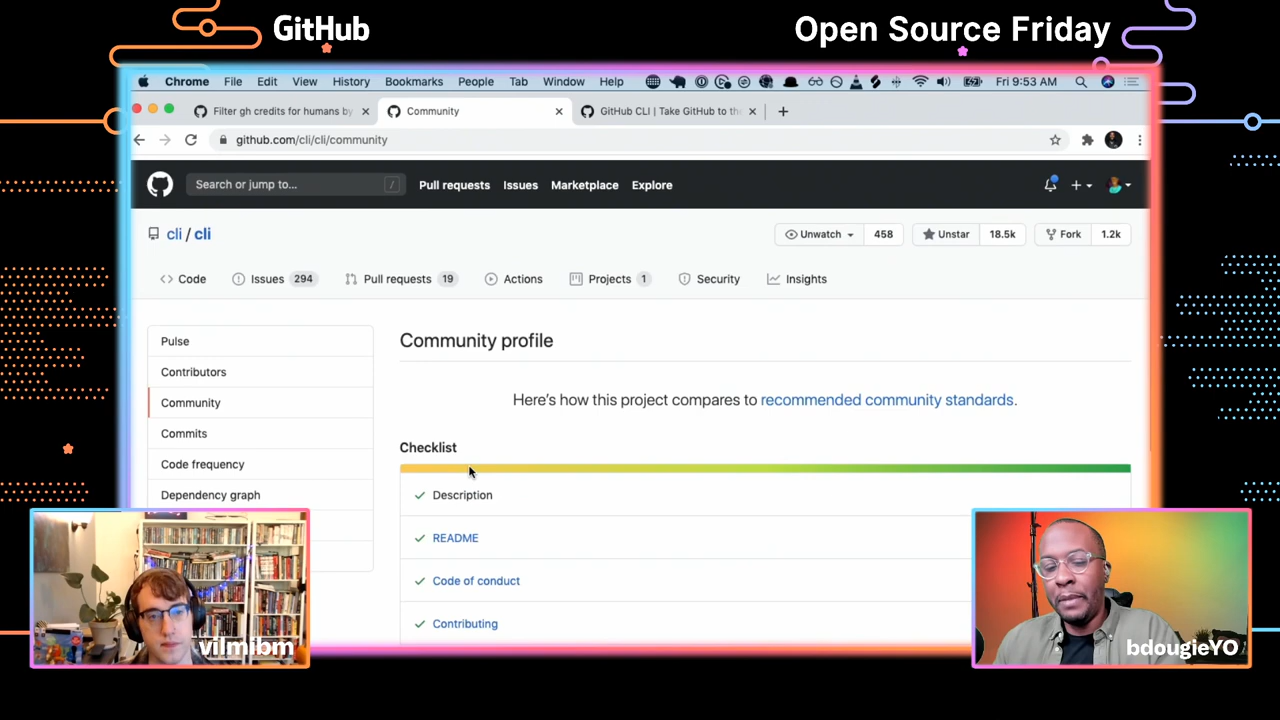 GitHub
Open Source Friday
Chrome File Edit View History Bookmarks People Tab Window Help Fri 9:53 AM
Filter gh credits for humans by
Community
GitHub CLI | Take GitHub to the
github.com/cli/cli/community
Search or jump to... /
Pull requests Issues Marketplace Explore
cli / cli
Unwatch 458
Unstar 18.5k
Fork 1.2k
Code
Issues 294
Pull requests 19
Actions
Projects 1
Security
Insights
Pulse
Contributors
Community
Commits
Code frequency
Dependency graph
Community profile
Here's how this project compares to recommended community standards.
Checklist
Description
README
Code of conduct
Contributing
vilmibm
bdougieYO